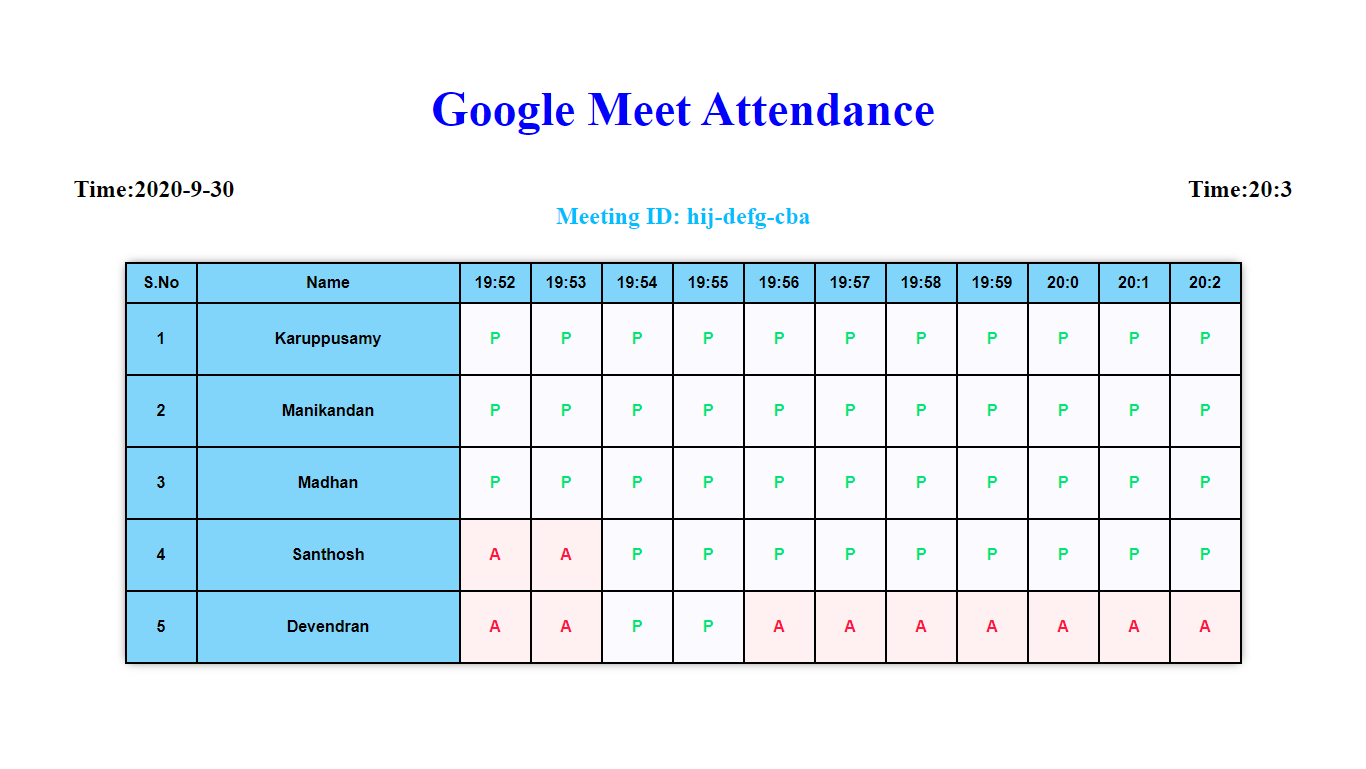 Google Meet Attendance
Time:2020-9-30
Time:20:3
Meeting ID: hij-defg-cba
S.No Name 19:52 19:53 19:54 19:55 19:56 19:57 19:58 19:59 20:0 20:1 20:2
1 Karuppusamy P P P P P P P P P P P
2 Manikandan P P P P P P P P P P P
3 Madhan P P P P P P P P P P P
4 Santhosh A A P P P P P P P P P
5 Devendran A A P P A A A A A A A